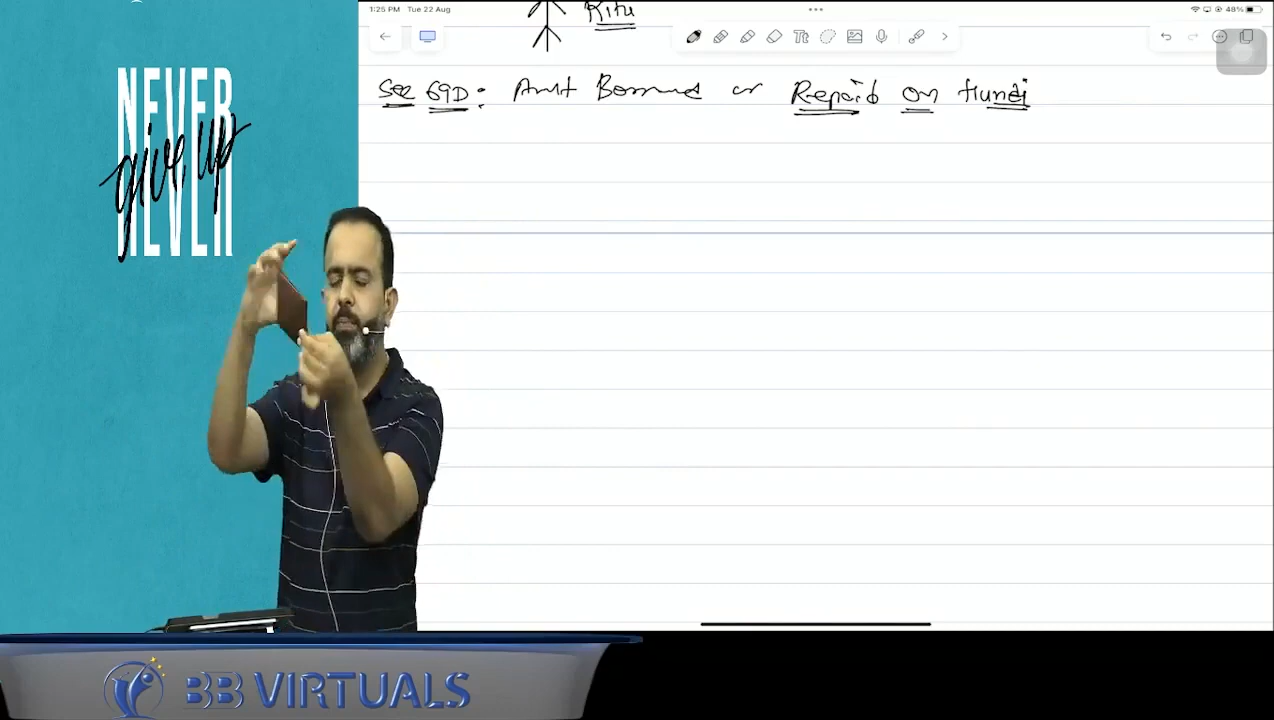 1:25 PM Tue 22 Aug
48%
Ritu
NEVER
give up
NEVER
Sec 69D: Amt Borrowed or Repaid on Hundi
BB VIRTUALS